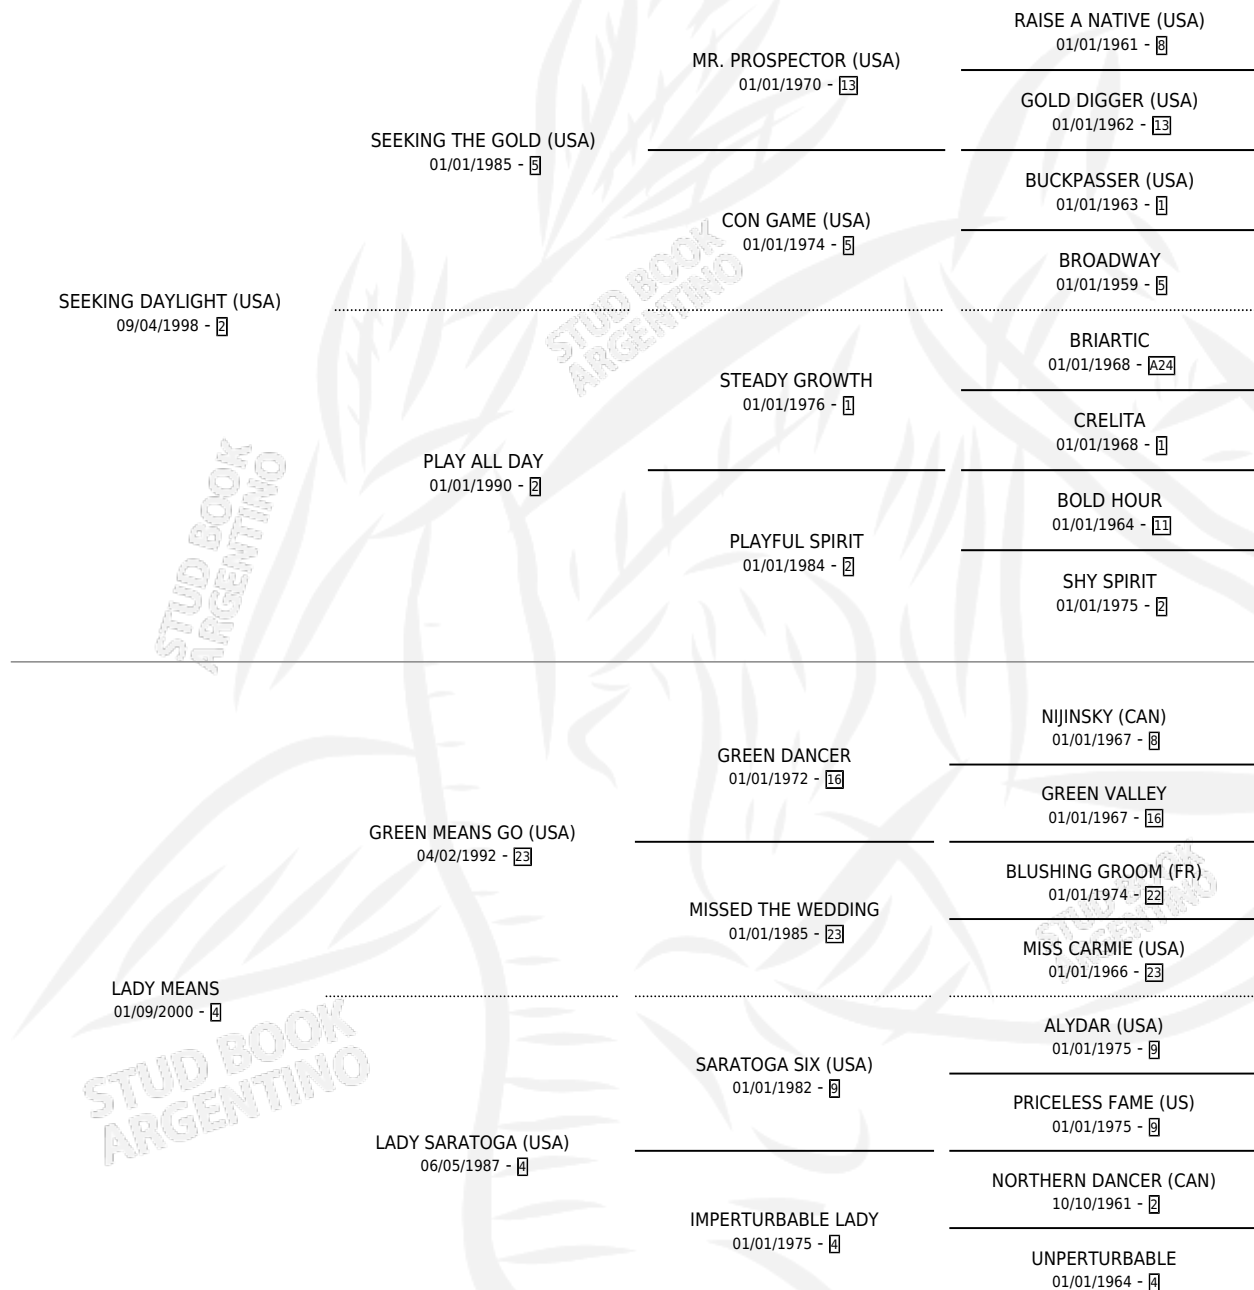 RAISE A NATIVE (USA)
01/01/1961 - 8
MR. PROSPECTOR (USA)
01/01/1970 - 13
GOLD DIGGER (USA)
01/01/1962 - 13
SEEKING THE GOLD (USA)
01/01/1985 - 5
BUCKPASSER (USA)
01/01/1963 - 1
CON GAME (USA)
01/01/1974 - 5
BROADWAY
01/01/1959 - 5
SEEKING DAYLIGHT (USA)
09/04/1998 - 2
BRIARTIC
01/01/1968 - A24
STEADY GROWTH
01/01/1976 - 1
CRELITA
01/01/1968 - 1
PLAY ALL DAY
01/01/1990 - 2
BOLD HOUR
01/01/1964 - 11
PLAYFUL SPIRIT
01/01/1984 - 2
SHY SPIRIT
01/01/1975 - 2
NIJINSKY (CAN)
01/01/1967 - 8
GREEN DANCER
01/01/1972 - 16
GREEN VALLEY
01/01/1967 - 16
GREEN MEANS GO (USA)
04/02/1992 - 23
BLUSHING GROOM (FR)
01/01/1974 - 22
MISSED THE WEDDING
01/01/1985 - 23
MISS CARMIE (USA)
01/01/1966 - 23
LADY MEANS
01/09/2000 - 4
ALYDAR (USA)
01/01/1975 - 9
SARATOGA SIX (USA)
01/01/1982 - 9
PRICELESS FAME (US)
01/01/1975 - 9
LADY SARATOGA (USA)
06/05/1987 - 4
NORTHERN DANCER (CAN)
10/10/1961 - 2
IMPERTURBABLE LADY
01/01/1975 - 4
UNPERTURBABLE
01/01/1964 - 4
STUD BOOK
ARGENTINO
STUD BOOK
ARGENTINO
STUD BOOK
ARGENTINO
STUD BOOK
ARGENTINO